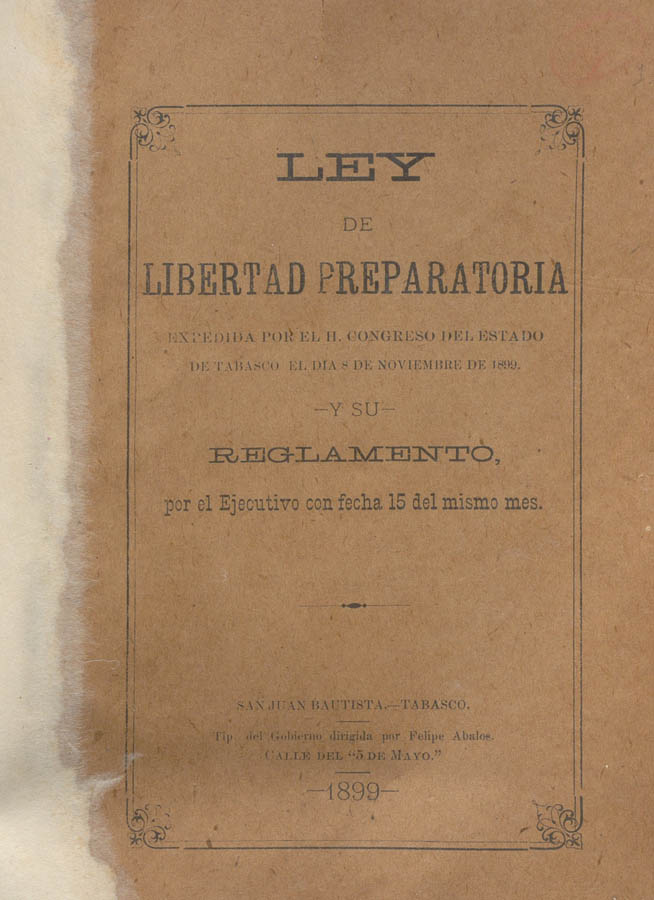 LEY
DE
LIBERTAD PREPARATORIA
EXPEDIDA POR EL H. CONGRESO DEL ESTADO
DE TABASCO EL DIA 8 DE NOVIEMBRE DE 1899.
—Y SU—
REGLAMENTO,
por el Ejecutivo con fecha 15 del mismo mes.
SAN JUAN BAUTISTA.—TABASCO.
Tip. del Gobierno dirigida por Felipe Abalos.
CALLE DEL "5 DE MAYO."
—1899—